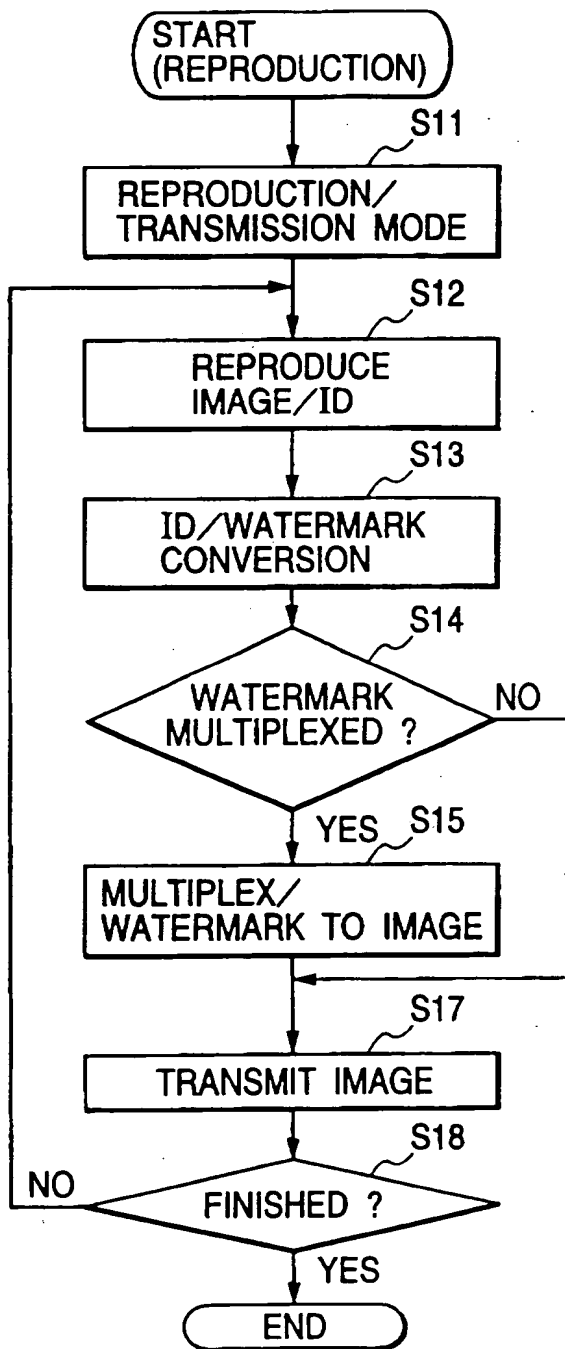 START
(REPRODUCTION)
S11
REPRODUCTION/
TRANSMISSION MODE
S12
REPRODUCE
IMAGE/ID
S13
ID/WATERMARK
CONVERSION
S14
WATERMARK
MULTIPLEXED ?
NO
YES
S15
MULTIPLEX/
WATERMARK TO IMAGE
S17
TRANSMIT IMAGE
S18
NO
FINISHED ?
YES
END